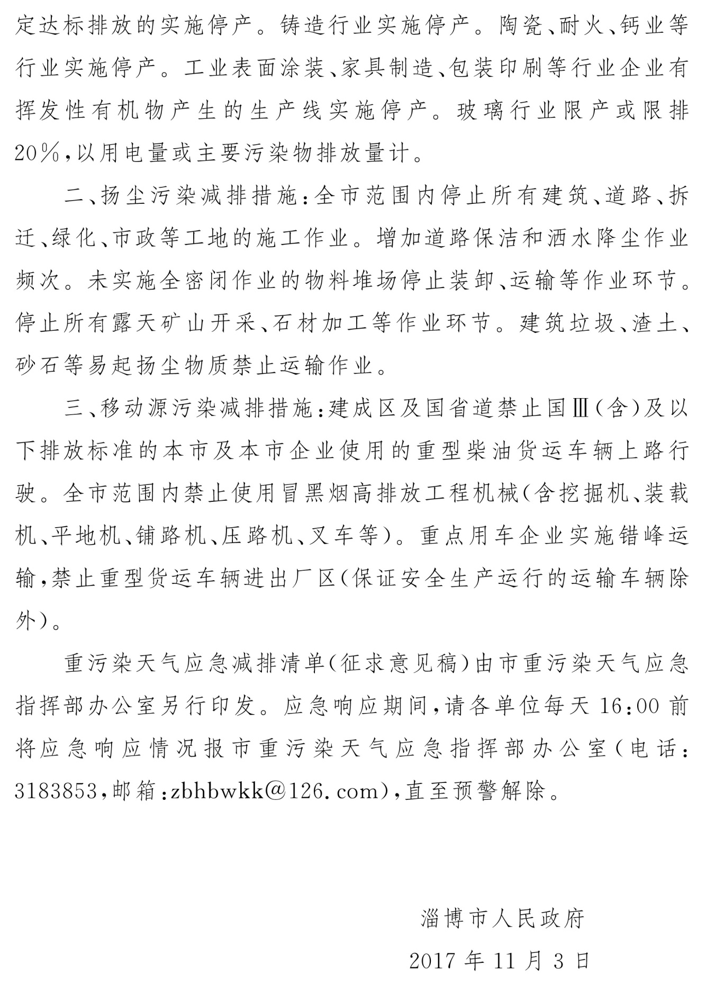 定达标排放的实施停产。铸造行业实施停产。陶瓷、耐火、钙业等
行业实施停产。工业表面涂装、家具制造、包装印刷等行业企业有
挥发性有机物产生的生产线实施停产。玻璃行业限产或限排
20%,以用电量或主要污染物排放量计。
二、扬尘污染减排措施:全市范围内停止所有建筑、道路、拆
迁、绿化、市政等工地的施工作业。增加道路保洁和洒水降尘作业
频次。未实施全密闭作业的物料堆场停止装卸、运输等作业环节。
停止所有露天矿山开采、石材加工等作业环节。建筑垃圾、渣土、
砂石等易起扬尘物质禁止运输作业。
三、移动源污染减排措施:建成区及国省道禁止国Ⅲ(含)及以
下排放标准的本市及本市企业使用的重型柴油货运车辆上路行
驶。全市范围内禁止使用冒黑烟高排放工程机械(含挖掘机、装载
机、平地机、铺路机、压路机、叉车等)。重点用车企业实施错峰运
输,禁止重型货运车辆进出厂区(保证安全生产运行的运输车辆除
外)。
重污染天气应急减排清单(征求意见稿)由市重污染天气应急
指挥部办公室另行印发。应急响应期间,请各单位每天 16:00 前
将应急响应情况报市重污染天气应急指挥部办公室(电话:
3183853,邮箱:zbhbwkk@126.com),直至预警解除。
淄博市人民政府
2017 年 11 月 3 日